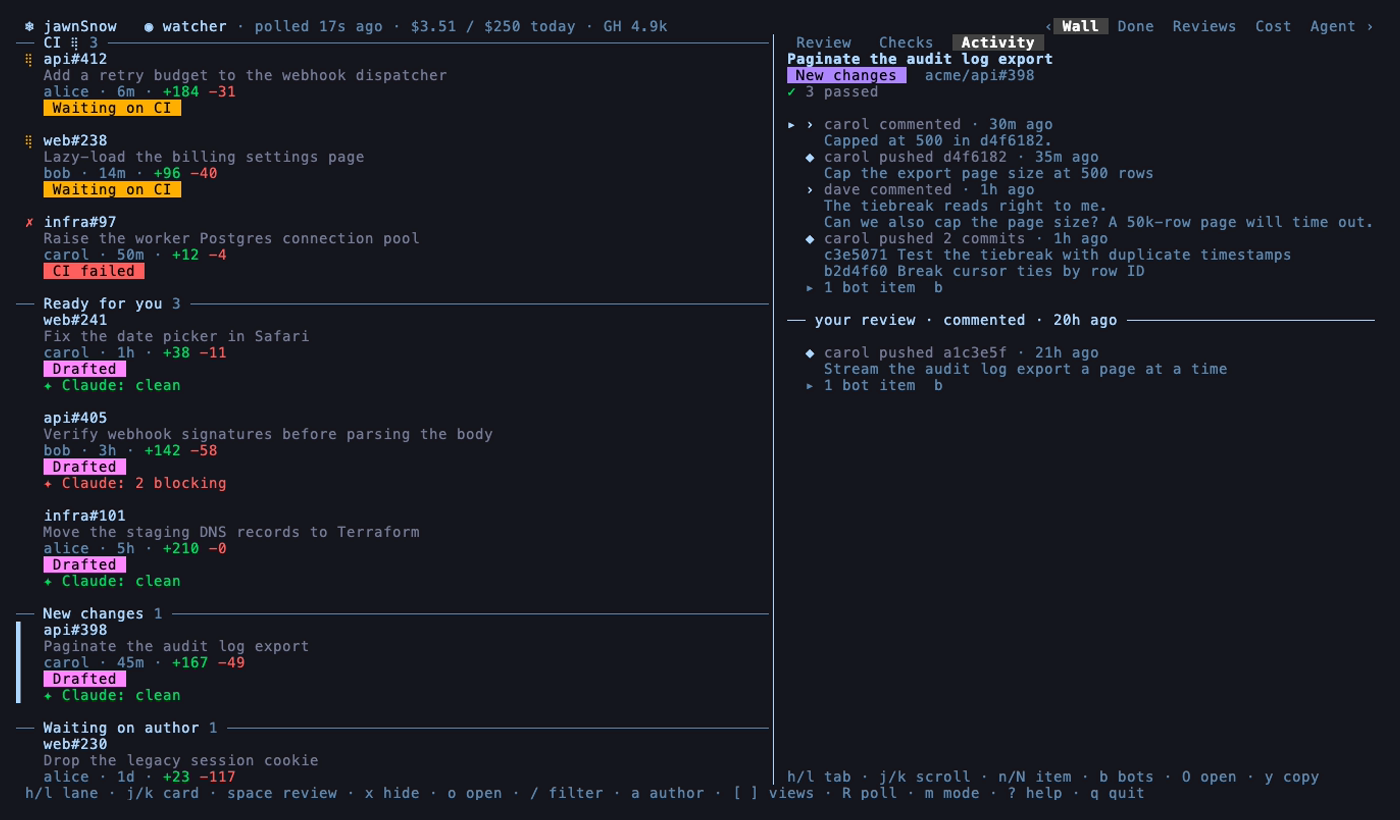 ❄ jawnSnow ◉ watcher · polled 17s ago · $3.51 / $250 today · GH 4.9k ‹ Wall Done Reviews Cost Agent ›
CI ⣾ 3
api#412
Add a retry budget to the webhook dispatcher
alice · 6m · +184 −31
Waiting on CI
web#238
Lazy-load the billing settings page
bob · 14m · +96 −40
Waiting on CI
✗ infra#97
Raise the worker Postgres connection pool
carol · 50m · +12 −4
CI failed
Ready for you 3
web#241
Fix the date picker in Safari
carol · 1h · +38 −11
Drafted
✦ Claude: clean
api#405
Verify webhook signatures before parsing the body
bob · 3h · +142 −58
Drafted
✦ Claude: 2 blocking
infra#101
Move the staging DNS records to Terraform
alice · 5h · +210 −0
Drafted
✦ Claude: clean
New changes 1
api#398
Paginate the audit log export
carol · 45m · +167 −49
Drafted
✦ Claude: clean
Waiting on author 1
web#230
Drop the legacy session cookie
alice · 1d · +23 −117
Review Checks Activity
Paginate the audit log export
New changes acme/api#398
✓ 3 passed
▸ › carol commented · 30m ago
Capped at 500 in d4f6182.
◆ carol pushed d4f6182 · 35m ago
Cap the export page size at 500 rows
› dave commented · 1h ago
The tiebreak reads right to me.
Can we also cap the page size? A 50k-row page will time out.
◆ carol pushed 2 commits · 1h ago
c3e5071 Test the tiebreak with duplicate timestamps
b2d4f60 Break cursor ties by row ID
▸ 1 bot item b
your review · commented · 20h ago
◆ carol pushed a1c3e5f · 21h ago
Stream the audit log export a page at a time
▸ 1 bot item b
h/l tab · j/k scroll · n/N item · b bots · O open · y copy
h/l lane · j/k card · space review · x hide · o open · / filter · a author · [ ] views · R poll · m mode · ? help · q quit